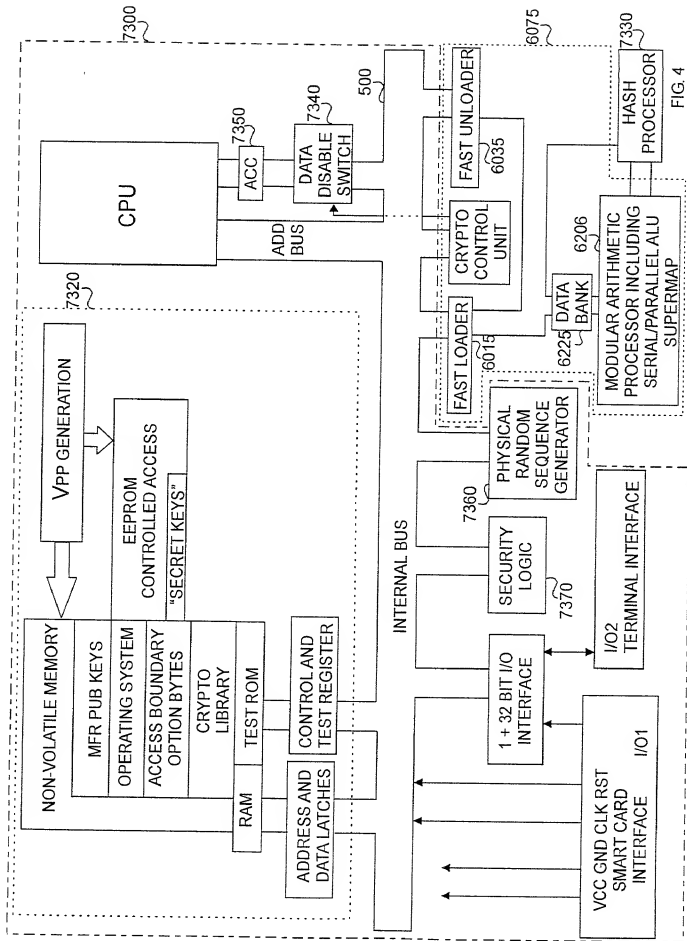 7300
7320
VPP GENERATION
NON-VOLATILE MEMORY
MFR PUB KEYS
OPERATING SYSTEM
ACCESS BOUNDARY
OPTION BYTES
CRYPTO
LIBRARY
TEST ROM
RAM
EEPROM
CONTROLLED ACCESS
“SECRET KEYS”
ADDRESS AND
DATA LATCHES
CONTROL AND
TEST REGISTER
CPU
ADD
BUS
ACC
7350
DATA
DISABLE
SWITCH
7340
500
INTERNAL BUS
VCC GND CLK RST
SMART CARD
INTERFACE
I/O1
1 + 32 BIT I/O
INTERFACE
I/O2
TERMINAL INTERFACE
SECURITY
LOGIC
7370
PHYSICAL
RANDOM
SEQUENCE
GENERATOR
7360
FAST LOADER
6015
CRYPTO
CONTROL
UNIT
FAST UNLOADER
6035
6075
DATA
BANK
6225
MODULAR ARITHMETIC
PROCESSOR INCLUDING
SERIAL/PARALLEL ALU
SUPERMAP
6206
HASH
PROCESSOR
7330
FIG. 4